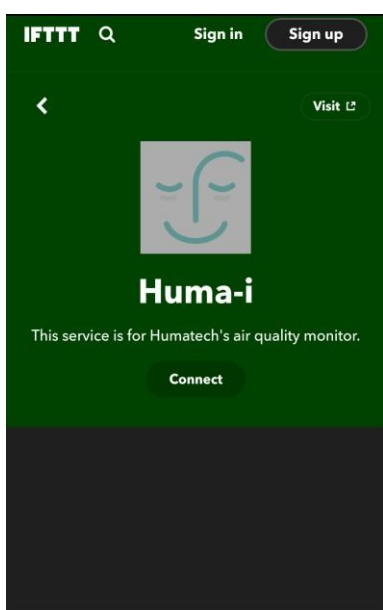 IFTTT Sign in Sign up
Visit
Huma-i
This service is for Humatech's air quality monitor.
Connect